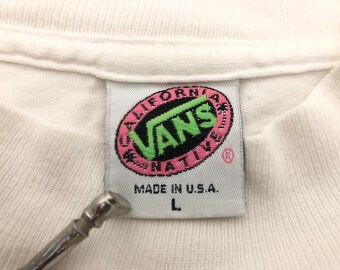 CALIFORNIA
VANS
NATIVE
®
MADE IN U.S.A.
L